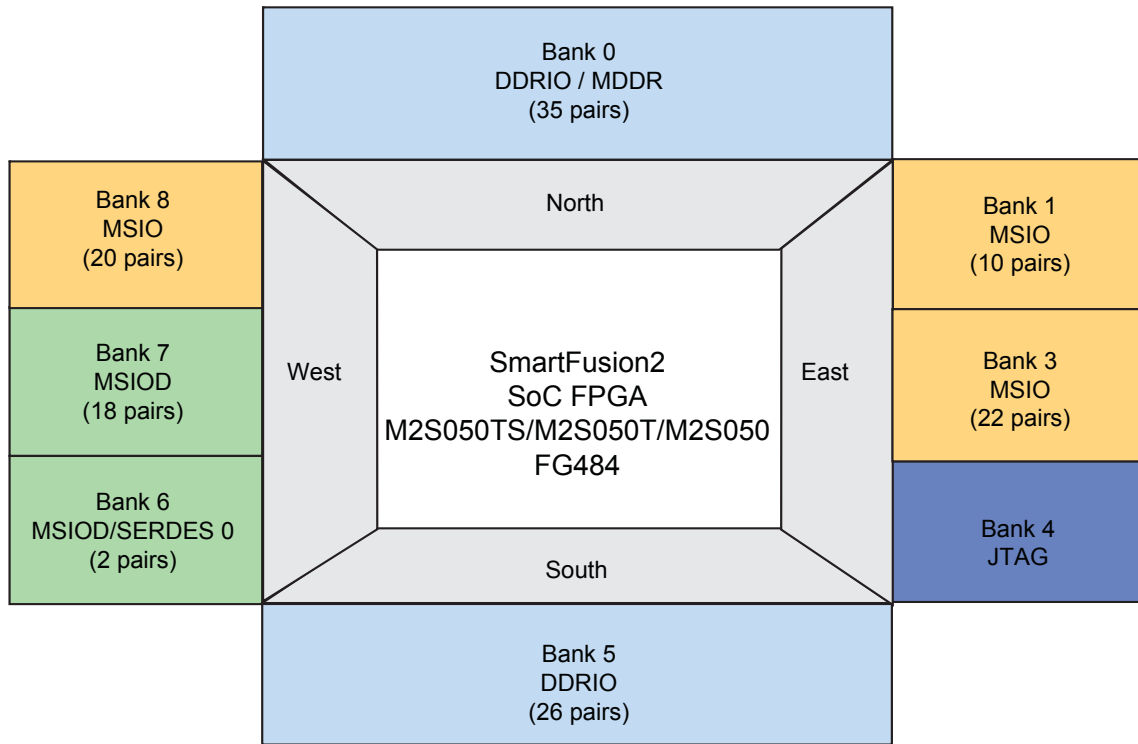 Bank 0
DDRIO / MDDR
(35 pairs)
Bank 8
MSIO
(20 pairs)
North
Bank 1
MSIO
(10 pairs)
Bank 7
MSIOD
(18 pairs)
West
SmartFusion2
SoC FPGA
M2S050TS/M2S050T/M2S050
FG484
East
Bank 3
MSIO
(22 pairs)
Bank 6
MSIOD/SERDES 0
(2 pairs)
South
Bank 4
JTAG
Bank 5
DDRIO
(26 pairs)